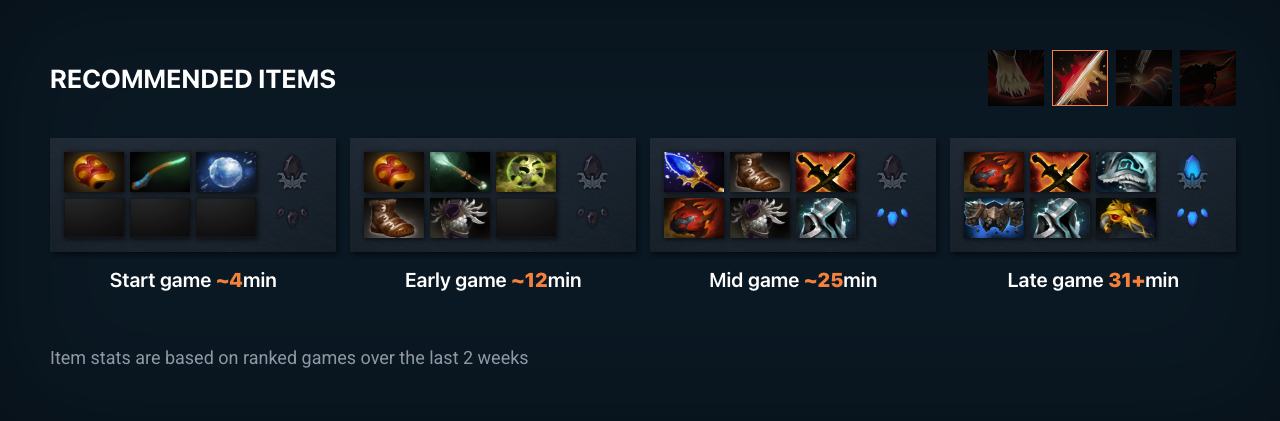 RECOMMENDED ITEMS
Start game ~4min
Early game ~12min
Mid game ~25min
Late game 31+min
Item stats are based on ranked games over the last 2 weeks